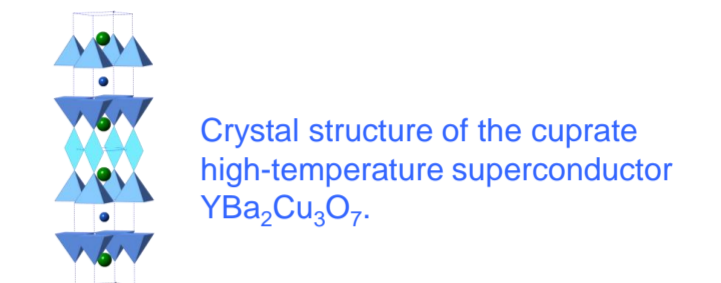 Crystal structure of the cuprate
high-temperature superconductor
YBa₂Cu₃O₇.